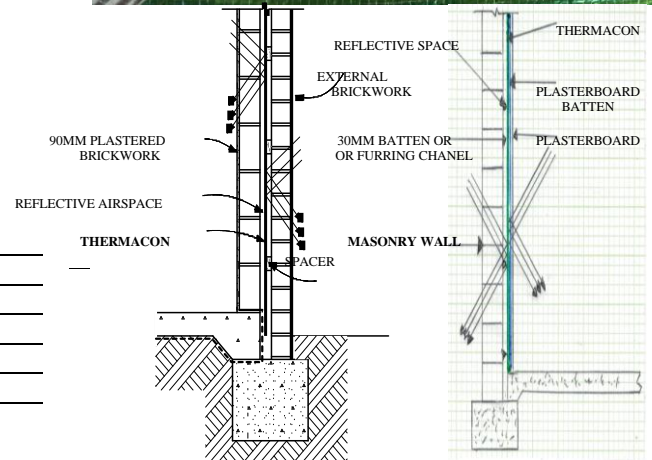 THERMACON
REFLECTIVE SPACE
EXTERNAL
BRICKWORK
PLASTERBOARD
BATTEN
90MM PLASTERED
BRICKWORK
30MM BATTEN OR
OR FURRING CHANEL
PLASTERBOARD
REFLECTIVE AIRSPACE
THERMACON
MASONRY WALL
SPACER